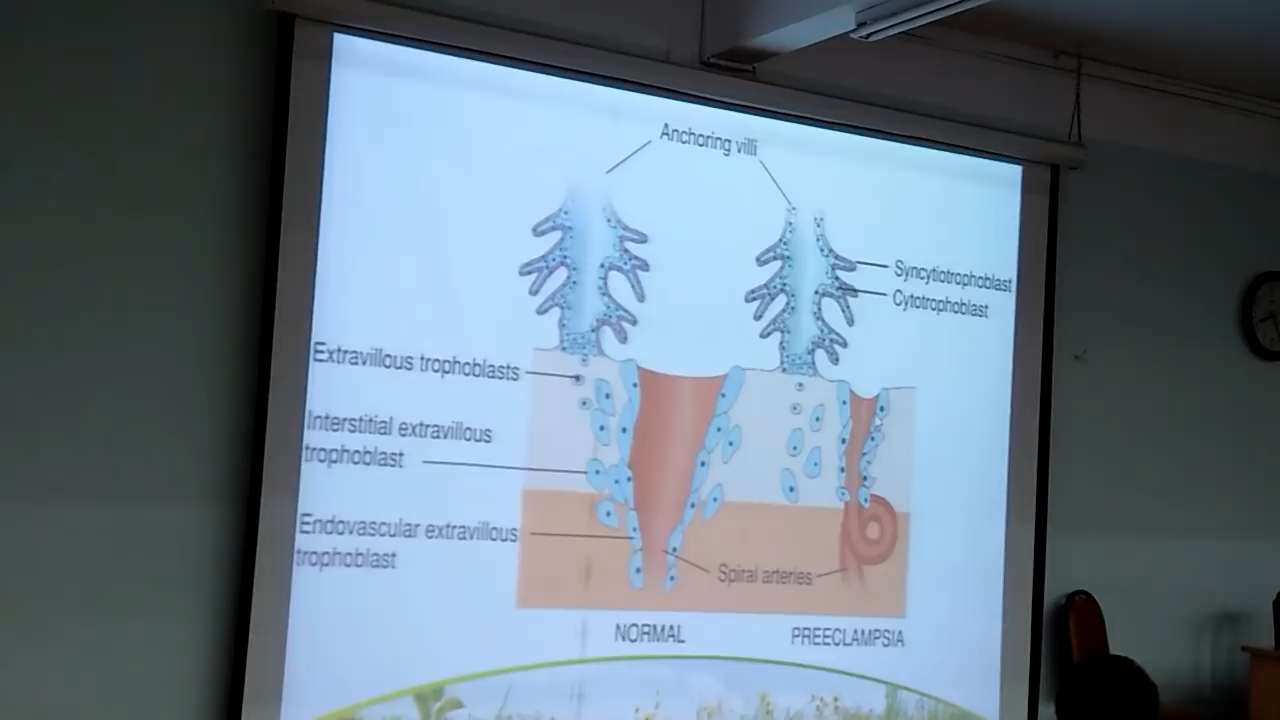 Anchoring villi
Syncytiotrophoblast
Cytotrophoblast
Extravillous trophoblasts
Interstitial extravillous
trophoblast
Endovascular extravillous
trophoblast
Spiral arteries
NORMAL
PREECLAMPSIA